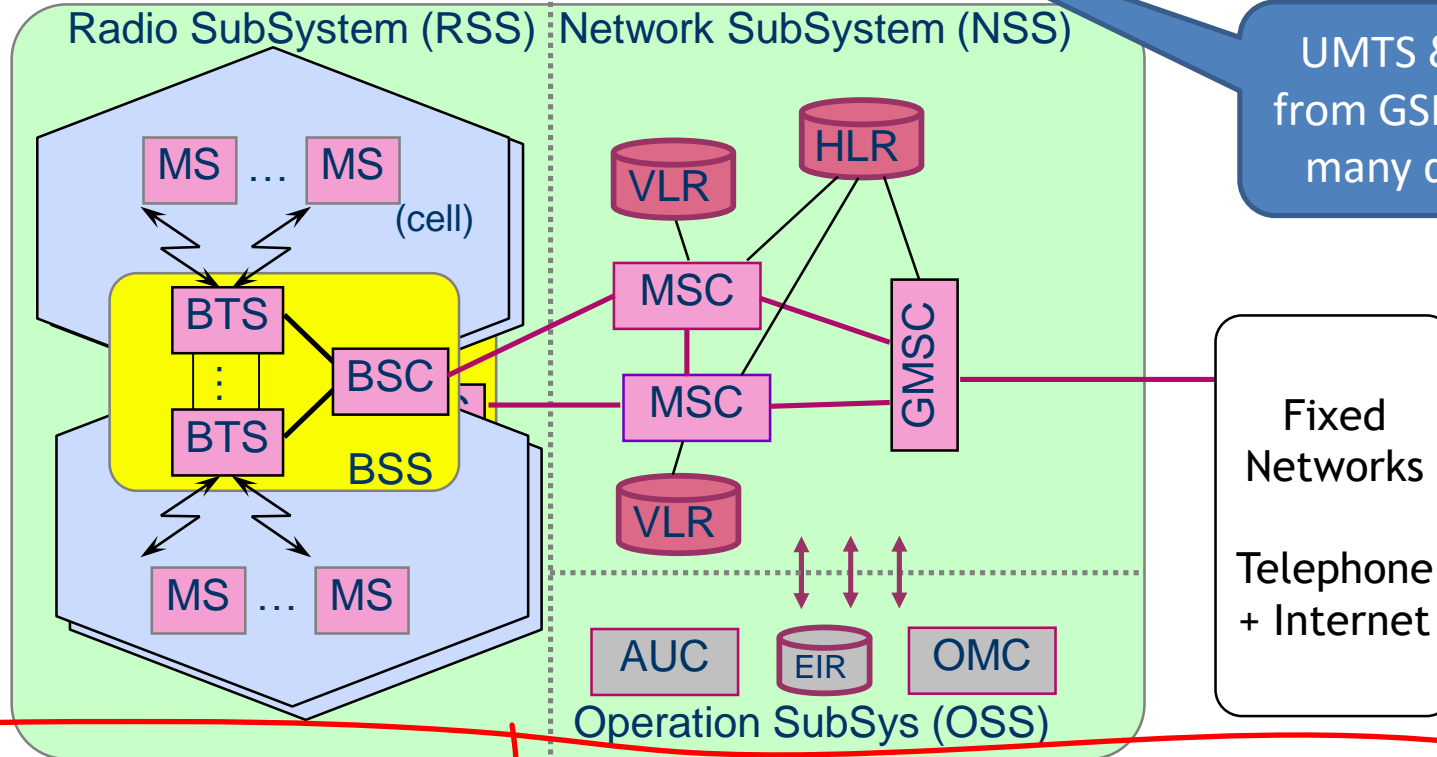 Radio SubSystem (RSS)
Network SubSystem (NSS)
UMTS &
from GSM
many
MS ... MS
(cell)
BTS
⋮
BTS
BSC
BSS
MS ... MS
VLR
HLR
MSC
MSC
GMSC
VLR
AUC
EIR
OMC
Operation SubSys (OSS)
Fixed
Networks
Telephone
+ Internet